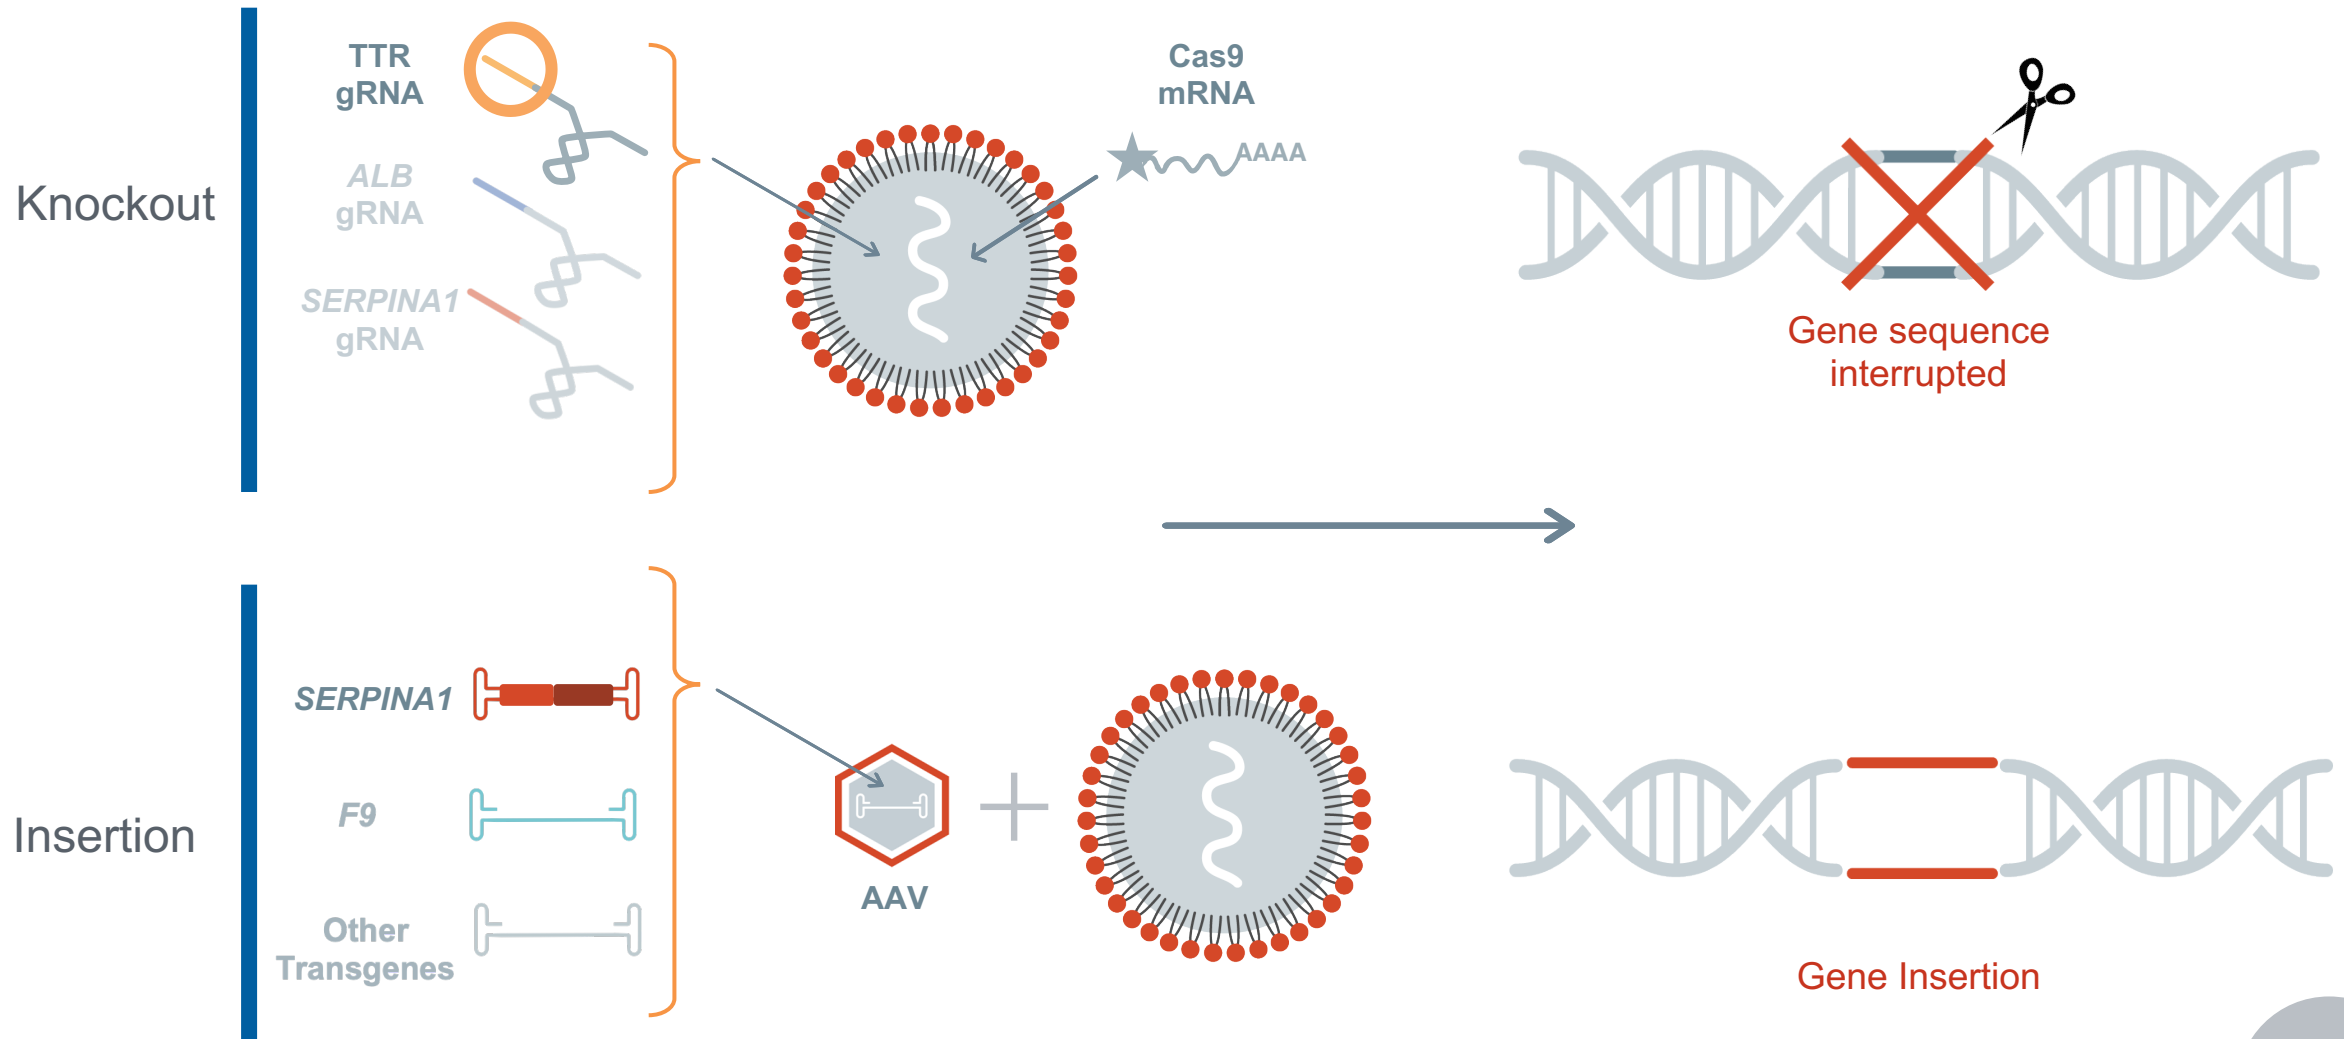 Knockout
TTR
gRNA
ALB
gRNA
SERPINA1
gRNA
Cas9
mRNA
AAAA
Gene sequence
interrupted
Insertion
SERPINA1
F9
Other
Transgenes
AAV
Gene Insertion